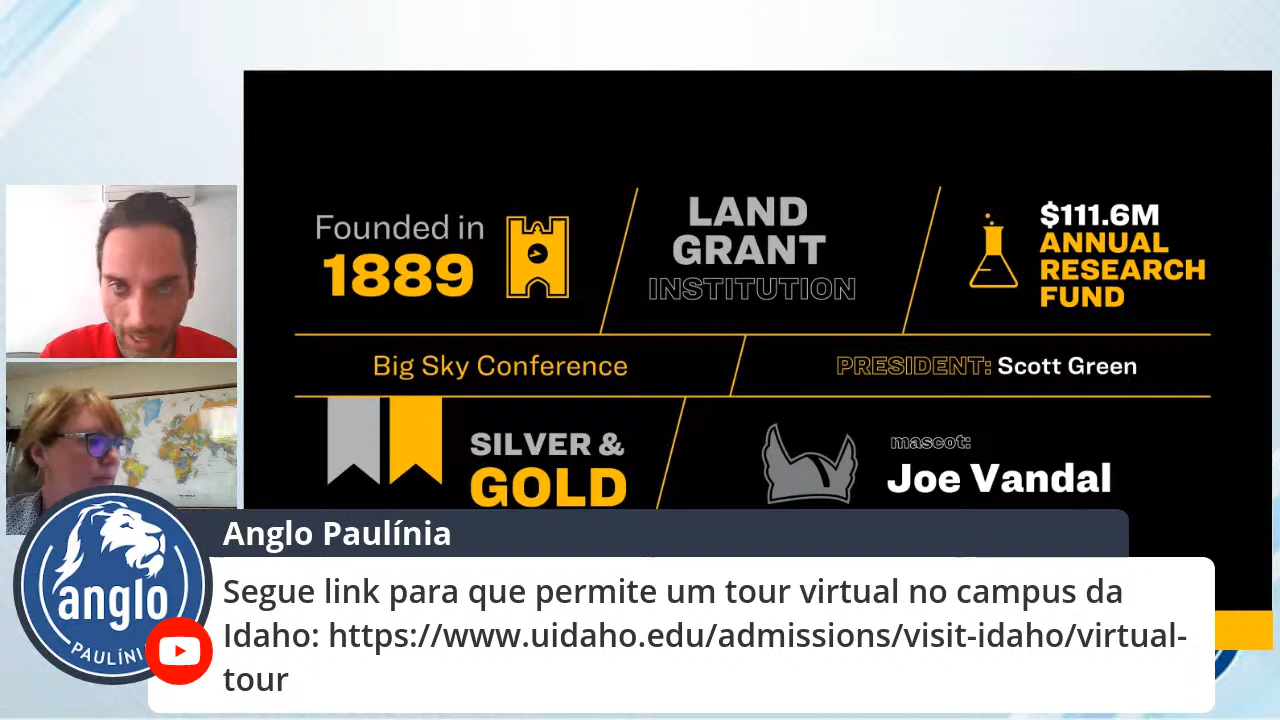 Founded in
1889
LAND
GRANT
INSTITUTION
$111.6M
ANNUAL
RESEARCH
FUND
Big Sky Conference
PRESIDENT: Scott Green
SILVER &
GOLD
mascot:
Joe Vandal
Anglo Paulínia
Segue link para que permite um tour virtual no campus da
Idaho: https://www.uidaho.edu/admissions/visit-idaho/virtual-
tour
anglo